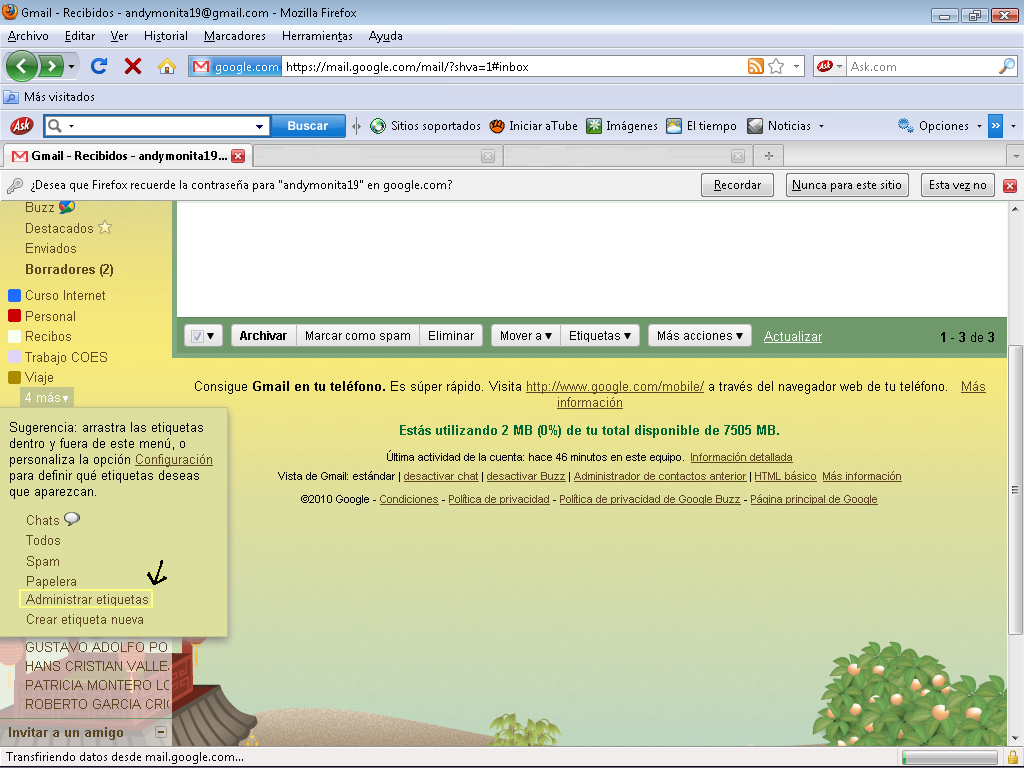 Gmail - Recibidos - andymonita19@gmail.com - Mozilla Firefox
Archivo Editar Ver Historial Marcadores Herramientas Ayuda
google.com https://mail.google.com/mail/?shva=1#inbox Ask Ask.com
Más visitados
Ask Buscar Sitios soportados Iniciar aTube Imágenes El tiempo Noticias Opciones »
Gmail - Recibidos - andymonita19...
¿Desea que Firefox recuerde la contraseña para "andymonita19" en google.com? Recordar Nunca para este sitio Esta vez no
Buzz
Destacados
Enviados
Borradores (2)
Curso Internet
Personal
Recibos
Trabajo COES
Viaje
4 más▾
Sugerencia: arrastra las etiquetas
dentro y fuera de este menú, o
personaliza la opción Configuración
para definir qué etiquetas deseas
que aparezcan.
Chats
Todos
Spam
Papelera
Administrar etiquetas
Crear etiqueta nueva
GUSTAVO ADOLFO PO
HANS CRISTIAN VALLE
PATRICIA MONTERO LO
ROBERTO GARCIA CRI
Invitar a un amigo
Archivar Marcar como spam Eliminar Mover a ▾ Etiquetas ▾ Más acciones ▾ Actualizar 1 - 3 de 3
Consigue Gmail en tu teléfono. Es súper rápido. Visita http://www.google.com/mobile/ a través del navegador web de tu teléfono. Más
información
Estás utilizando 2 MB (0%) de tu total disponible de 7505 MB.
Última actividad de la cuenta: hace 46 minutos en este equipo. Información detallada
Vista de Gmail: estándar | desactivar chat | desactivar Buzz | Administrador de contactos anterior | HTML básico Más información
©2010 Google - Condiciones - Política de privacidad - Política de privacidad de Google Buzz - Página principal de Google
Transfiriendo datos desde mail.google.com...